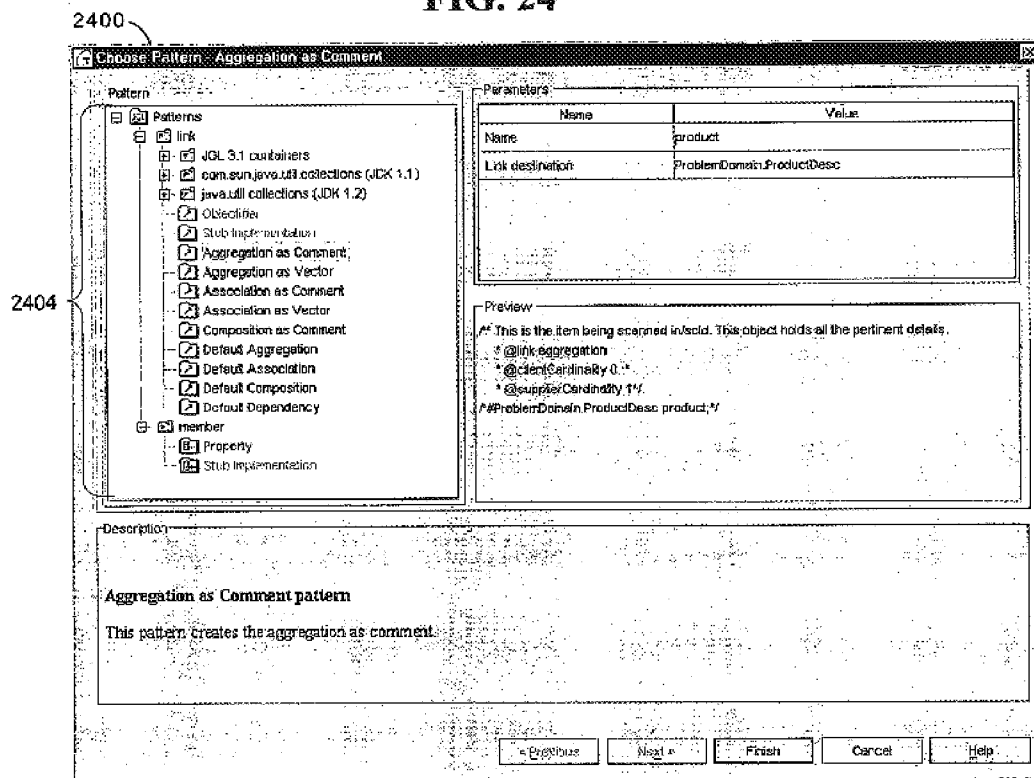 FIG. 24
2400
Choose Pattern - Aggregation as Comment
Pattern
Patterns
link
JGL 3.1 containers
com.sun.java.util.collections (JDK 1.1)
java.util collections (JDK 1.2)
Objectifier
Stub Implementation
Aggregation as Comment
Aggregation as Vector
Association as Comment
Association as Vector
Composition as Comment
Default Aggregation
Default Association
Default Composition
Default Dependency
member
Property
Stub Implementation
2404
Parameters
Name Value
Name product
Link destination ProblemDomain.ProductDesc
Preview
/** This is the item being scanned in/sold. This object holds all the pertinent details.
* @link aggregation
* @clientCardinality 0..*
* @supplierCardinality 1*/
/*#ProblemDomain.ProductDesc product;*/
Description
Aggregation as Comment pattern
This pattern creates the aggregation as comment.
< Previous Next > Finish Cancel Help